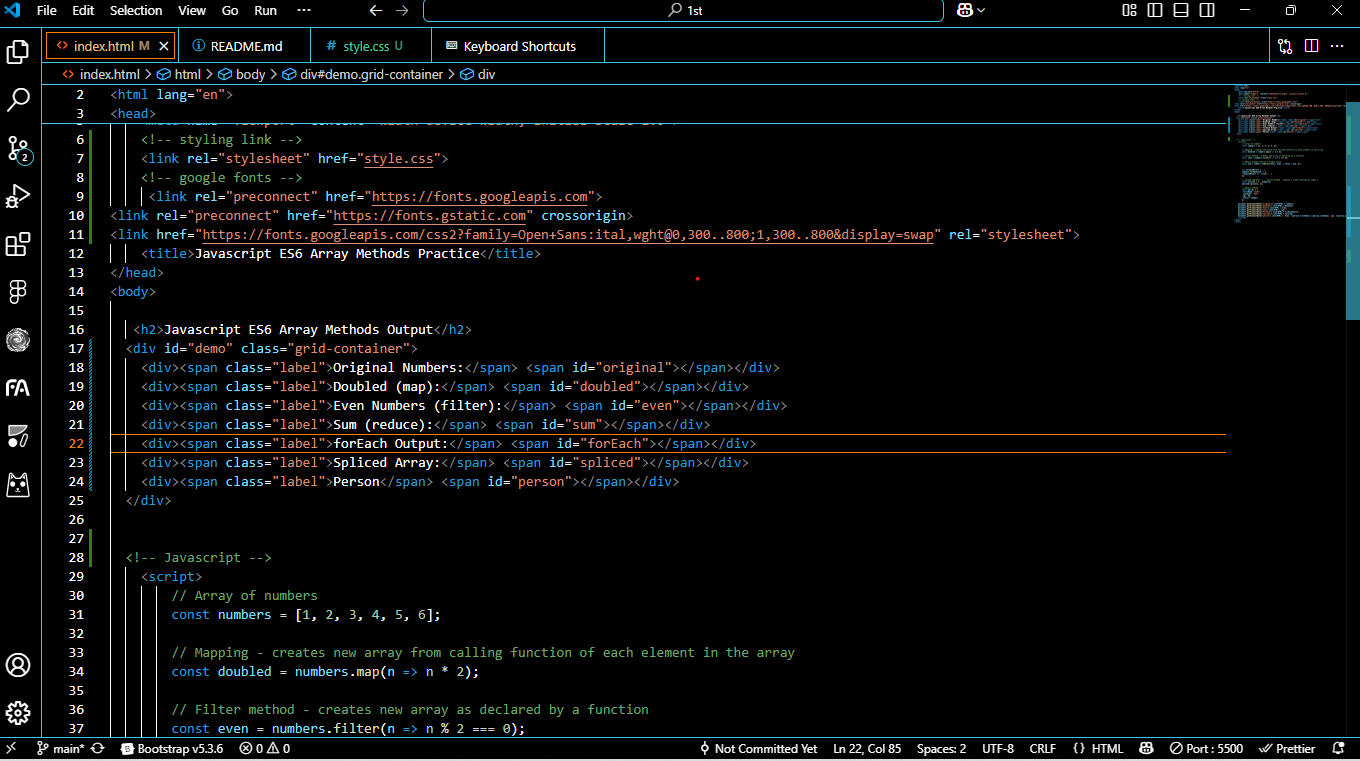 File Edit Selection View Go Run ··· 1st
index.html M README.md style.css U Keyboard Shortcuts
index.html > html > body > div#demo.grid-container > div
2 <html lang="en">
3 <head>
6 <!-- styling link -->
7 <link rel="stylesheet" href="style.css">
8 <!-- google fonts -->
9 <link rel="preconnect" href="https://fonts.googleapis.com">
10 <link rel="preconnect" href="https://fonts.gstatic.com" crossorigin>
11 <link href="https://fonts.googleapis.com/css2?family=Open+Sans:ital,wght@0,300..800;1,300..800&display=swap" rel="stylesheet">
12 <title>Javascript ES6 Array Methods Practice</title>
13 </head>
14 <body>
15
16 <h2>Javascript ES6 Array Methods Output</h2>
17 <div id="demo" class="grid-container">
18 <div><span class="label">Original Numbers:</span> <span id="original"></span></div>
19 <div><span class="label">Doubled (map):</span> <span id="doubled"></span></div>
20 <div><span class="label">Even Numbers (filter):</span> <span id="even"></span></div>
21 <div><span class="label">Sum (reduce):</span> <span id="sum"></span></div>
22 <div><span class="label">forEach Output:</span> <span id="forEach"></span></div>
23 <div><span class="label">Spliced Array:</span> <span id="spliced"></span></div>
24 <div><span class="label">Person</span> <span id="person"></span></div>
25 </div>
26
27
28 <!-- Javascript -->
29 <script>
30 // Array of numbers
31 const numbers = [1, 2, 3, 4, 5, 6];
32
33 // Mapping - creates new array from calling function of each element in the array
34 const doubled = numbers.map(n => n * 2);
35
36 // Filter method - creates new array as declared by a function
37 const even = numbers.filter(n => n % 2 === 0);
2
FA
main* Bootstrap v5.3.6 0 0 Not Committed Yet Ln 22, Col 85 Spaces: 2 UTF-8 CRLF {} HTML Port : 5500 Prettier